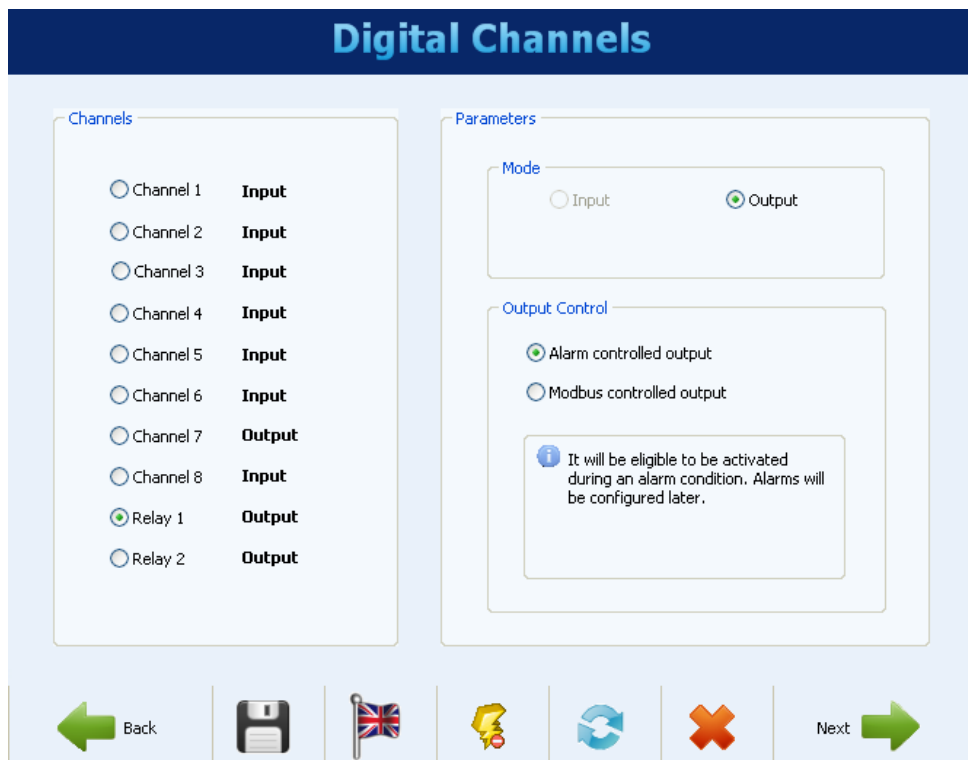 Digital Channels
Channels
Channel 1 Input
Channel 2 Input
Channel 3 Input
Channel 4 Input
Channel 5 Input
Channel 6 Input
Channel 7 Output
Channel 8 Input
Relay 1 Output
Relay 2 Output
Parameters
Mode
Input Output
Output Control
Alarm controlled output
Modbus controlled output
It will be eligible to be activated
during an alarm condition. Alarms will
be configured later.
Back
Next